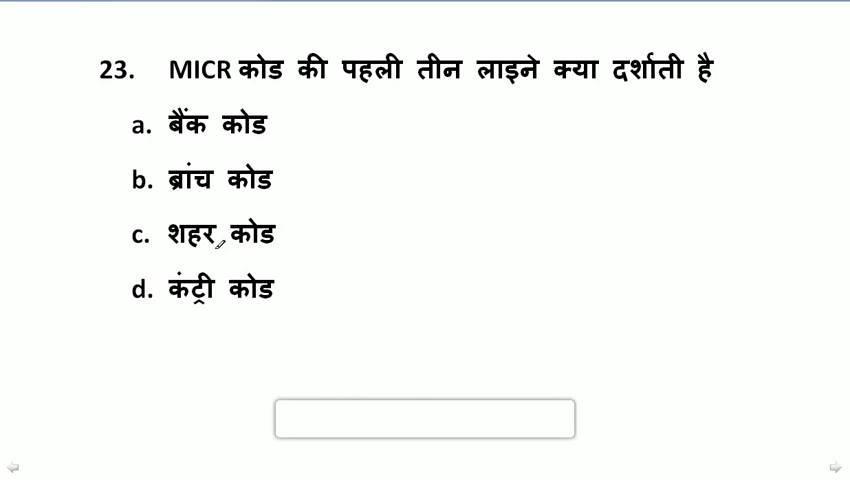 23. MICR कोड की पहली तीन लाइने क्या दर्शाती है
a. बैंक कोड
b. ब्रांच कोड
c. शहर कोड
d. कंट्री कोड